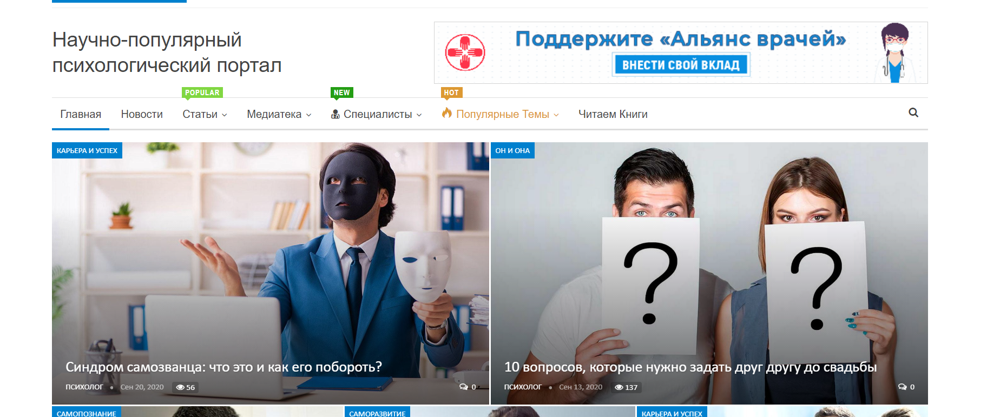 Научно-популярный
психологический портал
Поддержите «Альянс врачей»
ВНЕСТИ СВОЙ ВКЛАД
POPULAR
NEW
HOT
Главная
Новости
Статьи
Медиатека
Специалисты
Популярные Темы
Читаем Книги
КАРЬЕРА И УСПЕХ
Синдром самозванца: что это и как его побороть?
ПСИХОЛОГ • Сен 20, 2020 56 0
ОН И ОНА
? ?
10 вопросов, которые нужно задать друг другу до свадьбы
ПСИХОЛОГ • Сен 13, 2020 137 0
САМОПОЗНАНИЕ
САМОРАЗВИТИЕ
КАРЬЕРА И УСПЕХ